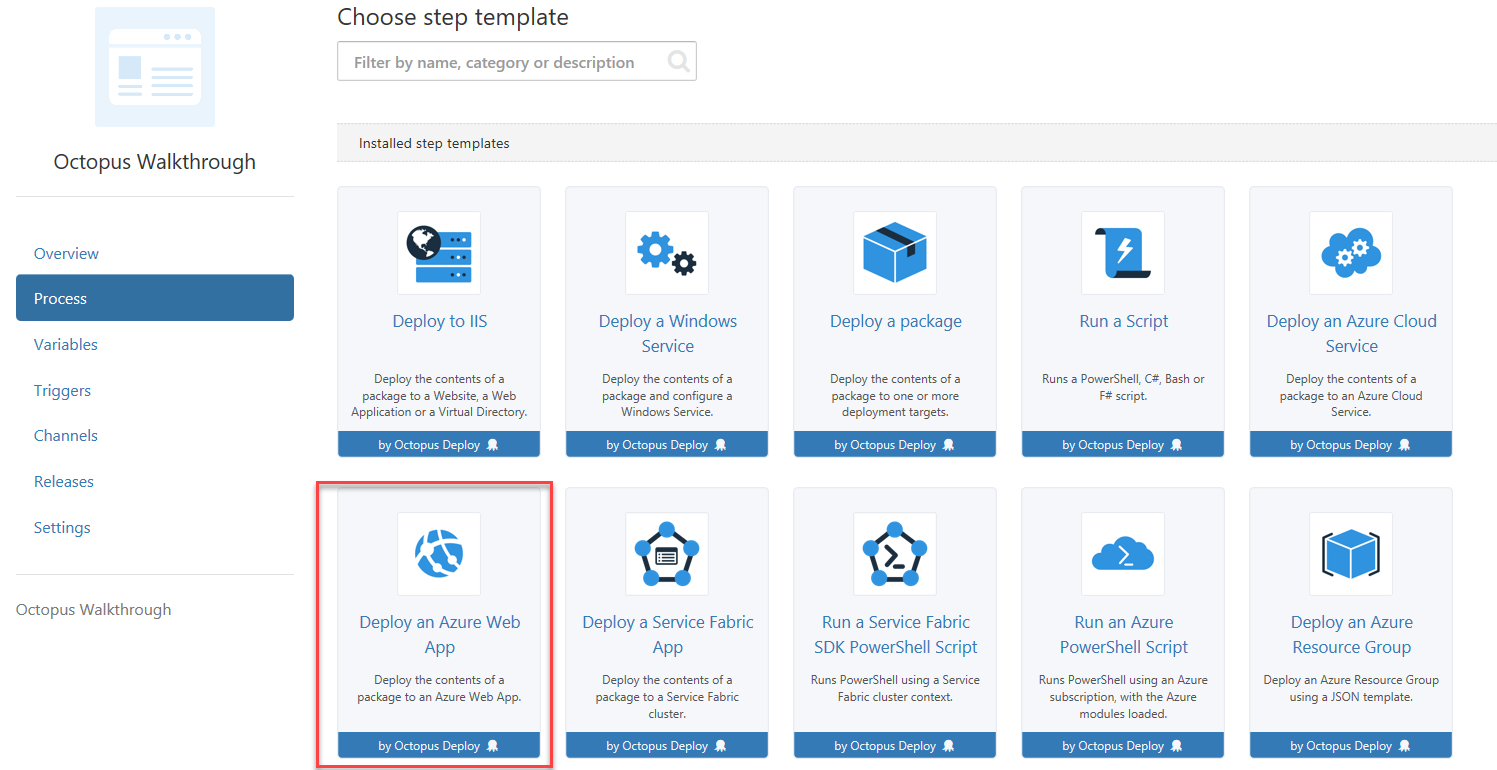 Choose step template
Filter by name, category or description
Octopus Walkthrough
Overview
Process
Variables
Triggers
Channels
Releases
Settings
Octopus Walkthrough
Installed step templates
Deploy to IIS
Deploy the contents of a
package to a Website, a Web
Application or a Virtual Directory.
by Octopus Deploy
Deploy a Windows
Service
Deploy the contents of a
package and configure a
Windows Service.
by Octopus Deploy
Deploy a package
Deploy the contents of a
package to one or more
deployment targets.
by Octopus Deploy
Run a Script
Runs a PowerShell, C#, Bash or
F# script.
by Octopus Deploy
Deploy an Azure Cloud
Service
Deploy the contents of a
package to an Azure Cloud
Service.
by Octopus Deploy
Deploy an Azure Web
App
Deploy the contents of a
package to an Azure Web App.
by Octopus Deploy
Deploy a Service Fabric
App
Deploy the contents of a
package to a Service Fabric
cluster.
by Octopus Deploy
Run a Service Fabric
SDK PowerShell Script
Runs PowerShell using a Service
Fabric cluster context.
by Octopus Deploy
Run an Azure
PowerShell Script
Runs PowerShell using an Azure
subscription, with the Azure
modules loaded.
by Octopus Deploy
Deploy an Azure
Resource Group
Deploy an Azure Resource Group
using a JSON template.
by Octopus Deploy